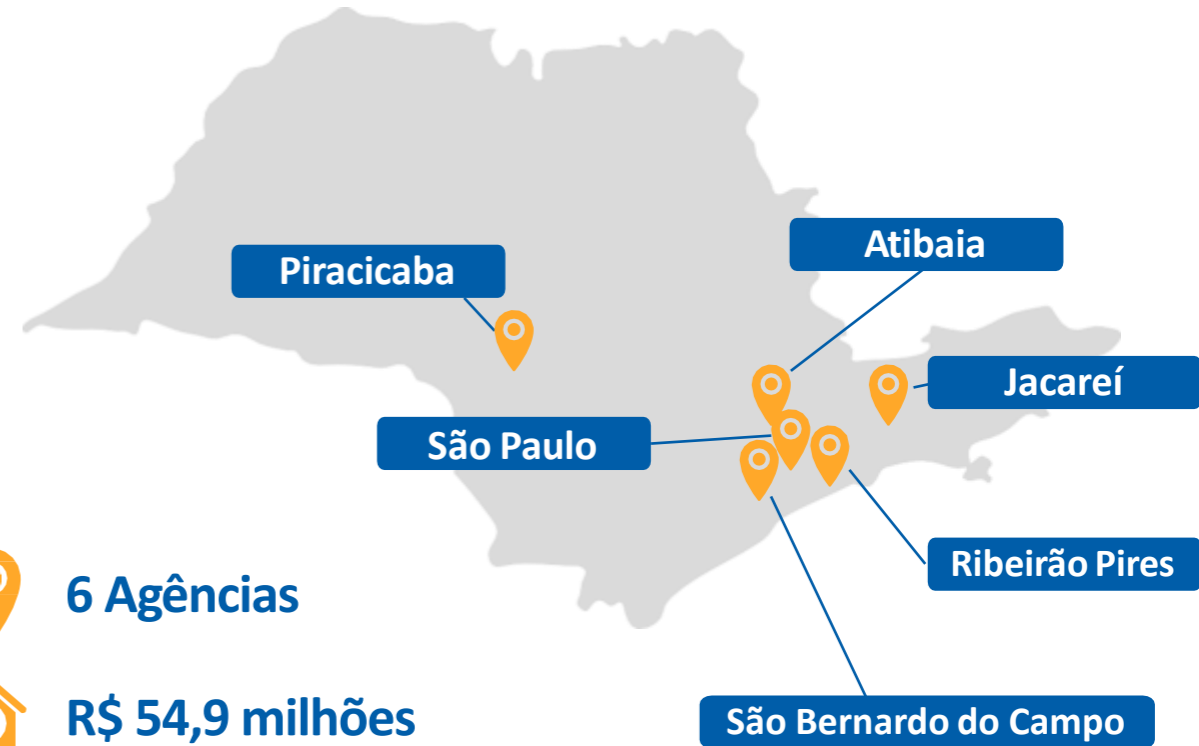 Atibaia
Piracicaba
Jacareí
São Paulo
Ribeirão Pires
6 Agências
R$ 54,9 milhões
São Bernardo do Campo